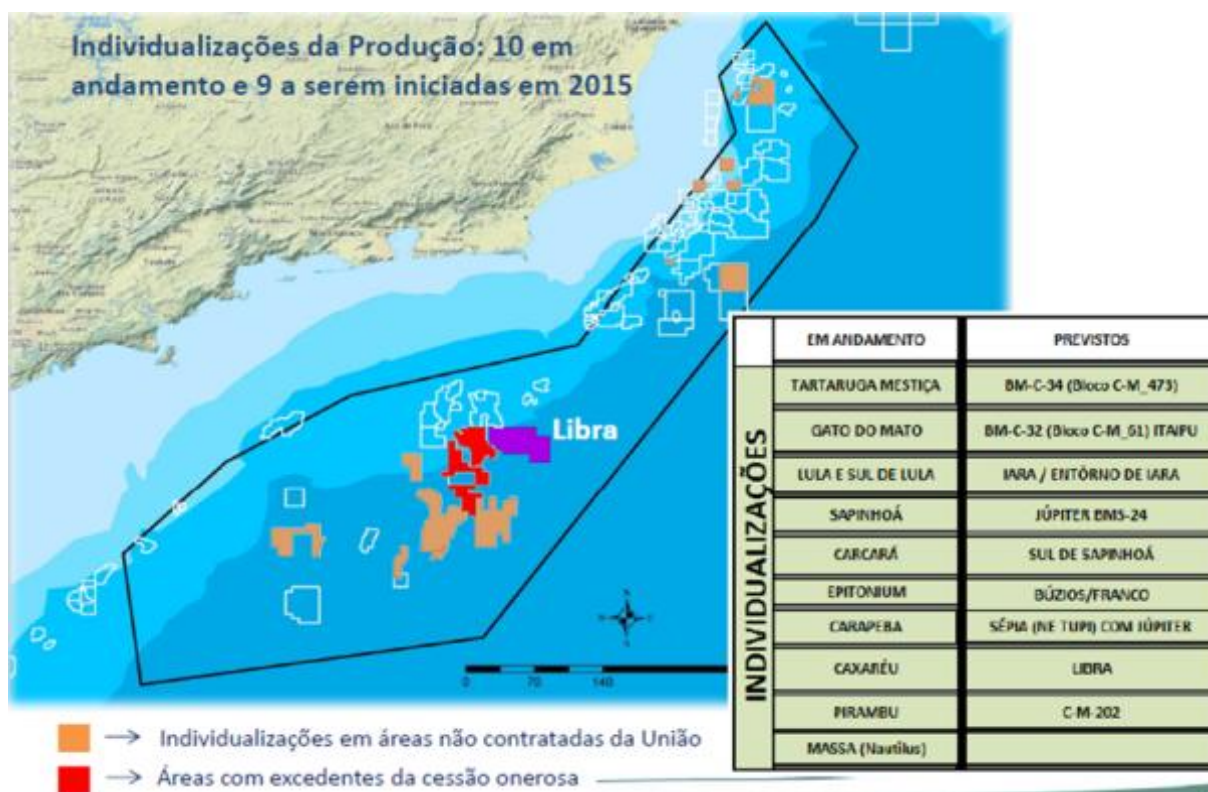 Individualizações da Produção: 10 em
andamento e 9 a serem iniciadas em 2015
Libra
N
0 70 140
INDIVIDUALIZAÇÕES
EM ANDAMENTO PREVISTOS
TARTARUGA MESTIÇA BM-C-34 (Bloco C-M_473)
GATO DO MATO BM-C-32 (Bloco C-M_61) ITAIPU
LULA E SUL DE LULA IARA / ENTÔRNO DE IARA
SAPINHOÁ JÚPITER BMS-24
CARCARÁ SUL DE SAPINHOÁ
EPITONIUM BÚZIOS/FRANCO
CARAPEBA SÉPIA (NE TUPI) COM JÚPITER
CAXARÉU LIBRA
PIRAMBU C-M-202
MASSA (Nautilus)
Individualizações em áreas não contratadas da União
Áreas com excedentes da cessão onerosa